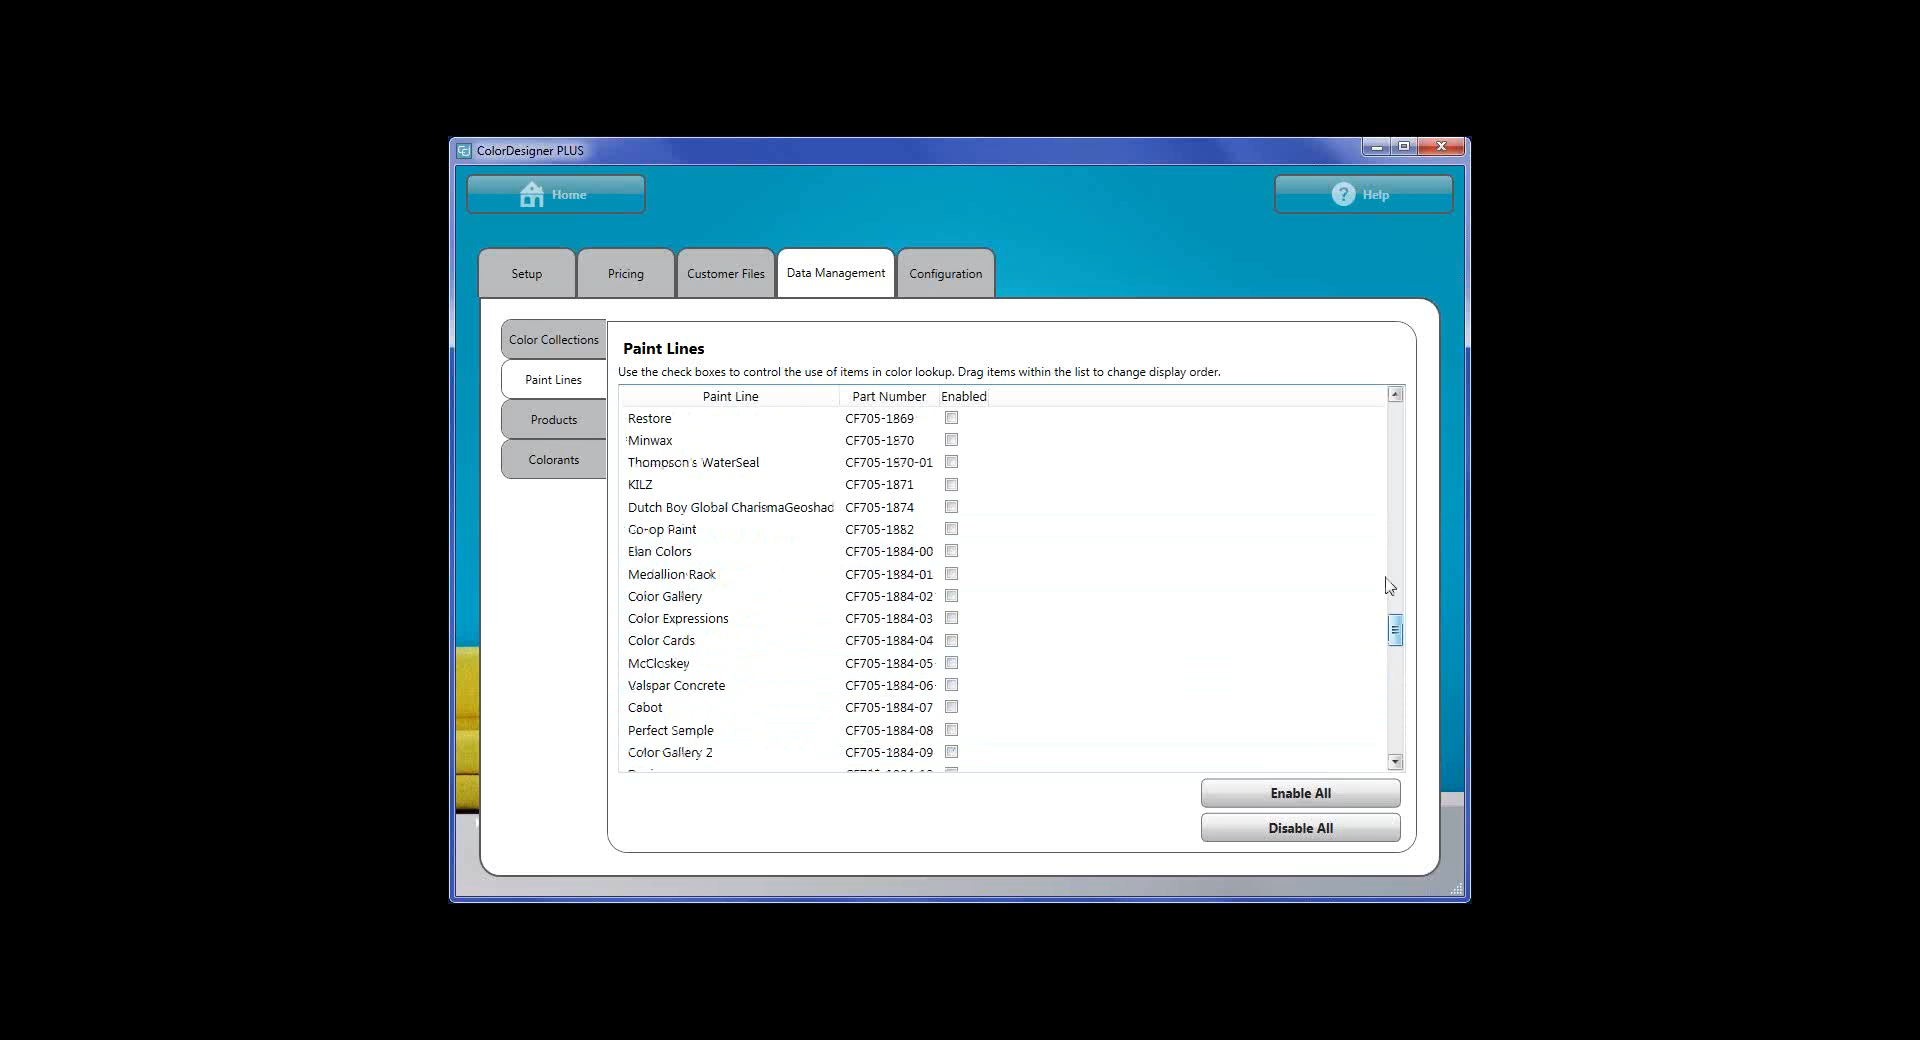 ColorDesigner PLUS
Home
Help
Setup
Pricing
Customer Files
Data Management
Configuration
Color Collections
Paint Lines
Products
Colorants
Paint Lines
Use the check boxes to control the use of items in color lookup. Drag items within the list to change display order.
Paint Line Part Number Enabled
Restore CF705-1869
Minwax CF705-1870
Thompson's WaterSeal CF705-1870-01
KILZ CF705-1871
Dutch Boy Global CharismaGeoshad CF705-1874
Co-op Paint CF705-1882
Elan Colors CF705-1884-00
Medallion Rack CF705-1884-01
Color Gallery CF705-1884-02
Color Expressions CF705-1884-03
Color Cards CF705-1884-04
McCloskey CF705-1884-05
Valspar Concrete CF705-1884-06
Cabot CF705-1884-07
Perfect Sample CF705-1884-08
Color Gallery 2 CF705-1884-09
Enable All
Disable All